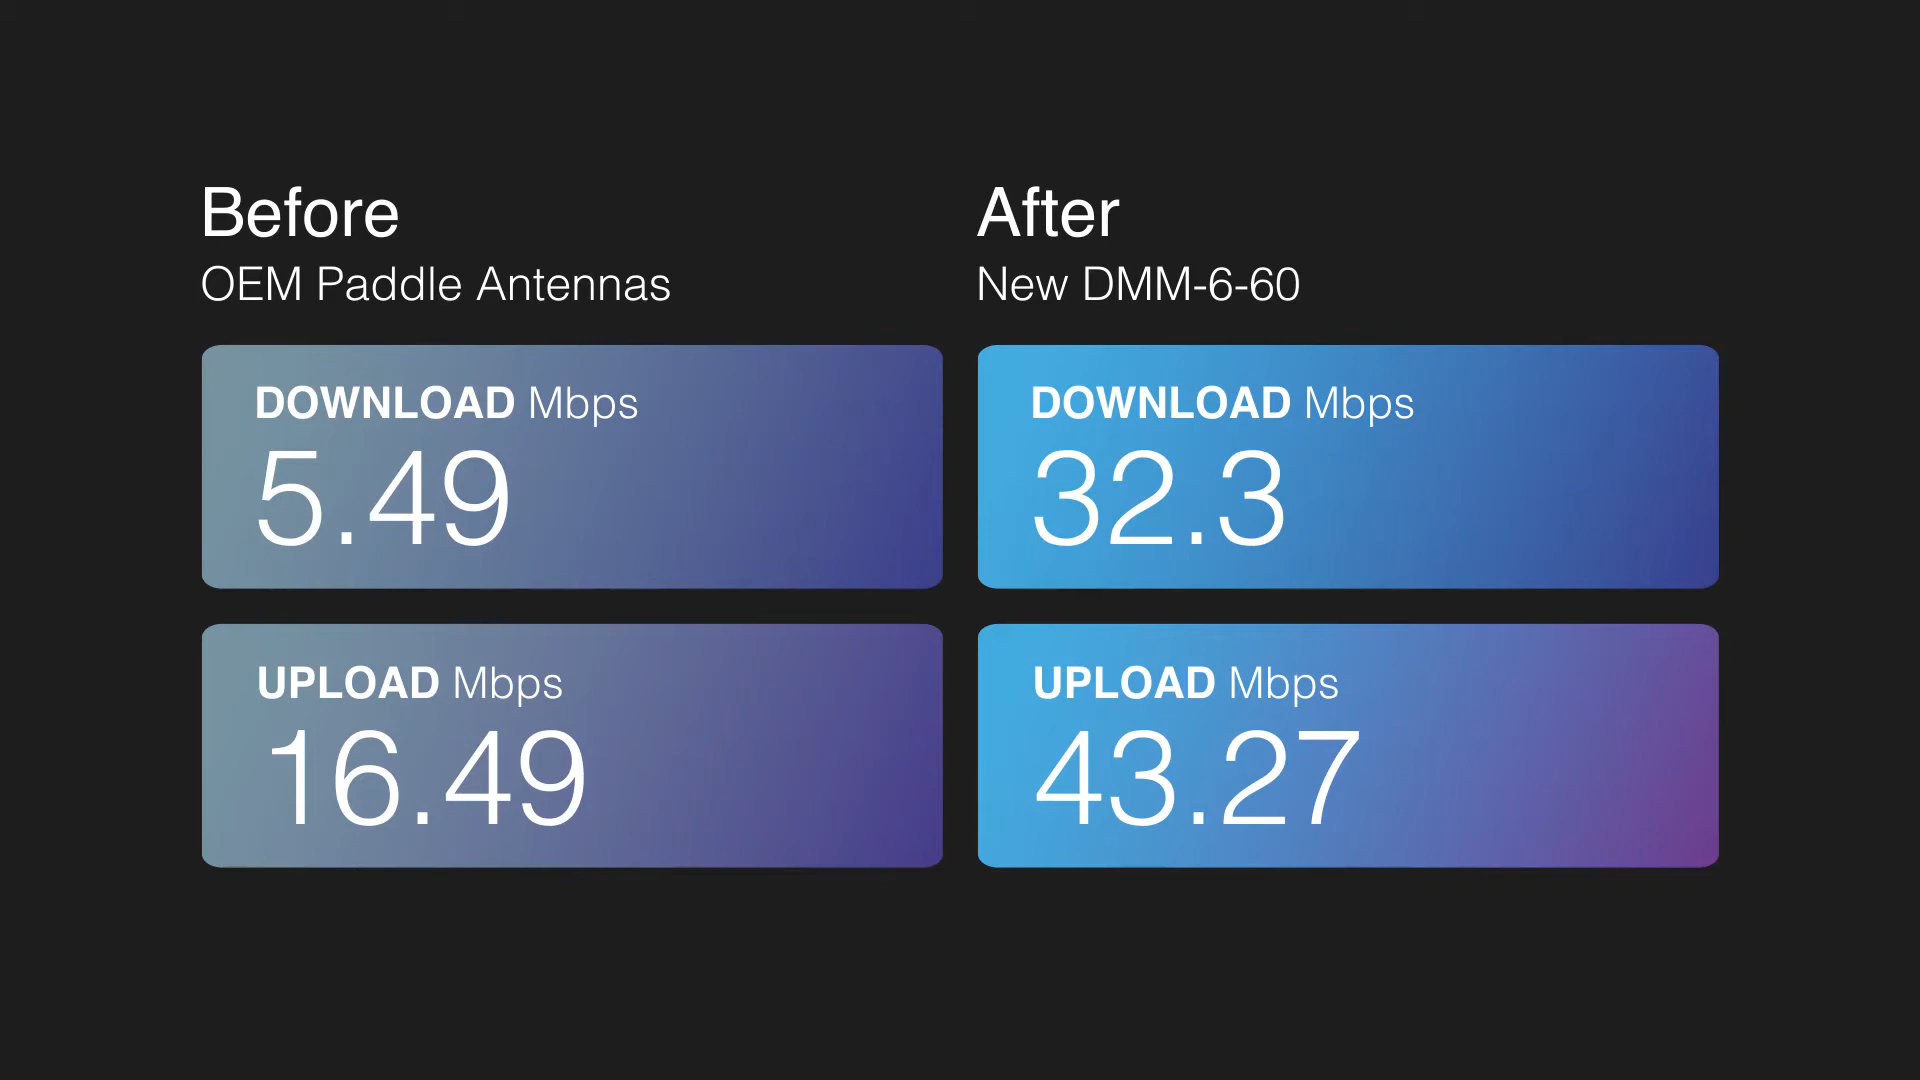 Before
OEM Paddle Antennas
DOWNLOAD Mbps
5.49
UPLOAD Mbps
16.49
After
New DMM-6-60
DOWNLOAD Mbps
32.3
UPLOAD Mbps
43.27